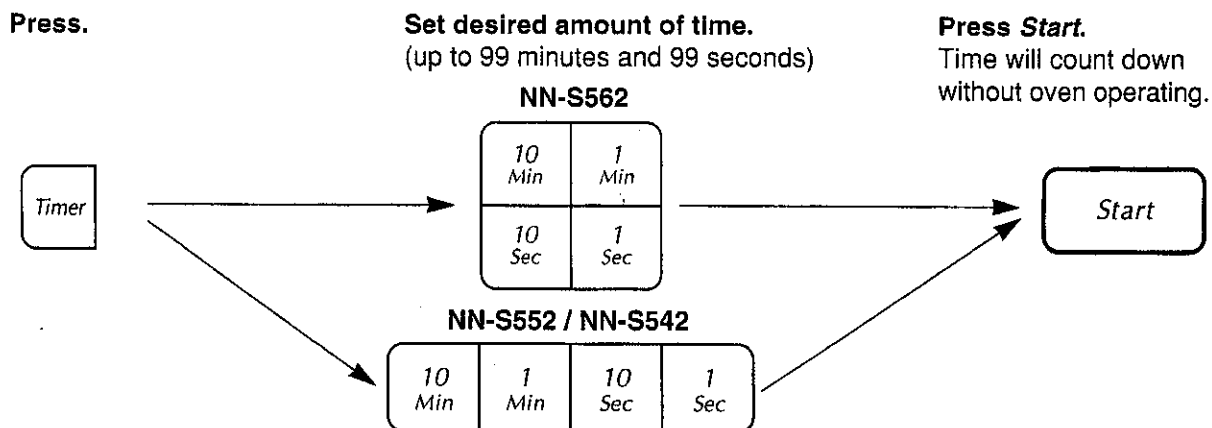 Press.
Set desired amount of time.
(up to 99 minutes and 99 seconds)
Press Start.
Time will count down
without oven operating.
NN-S562
10
Min
1
Min
10
Sec
1
Sec
Timer
Start
NN-S552 / NN-S542
10
Min
1
Min
10
Sec
1
Sec